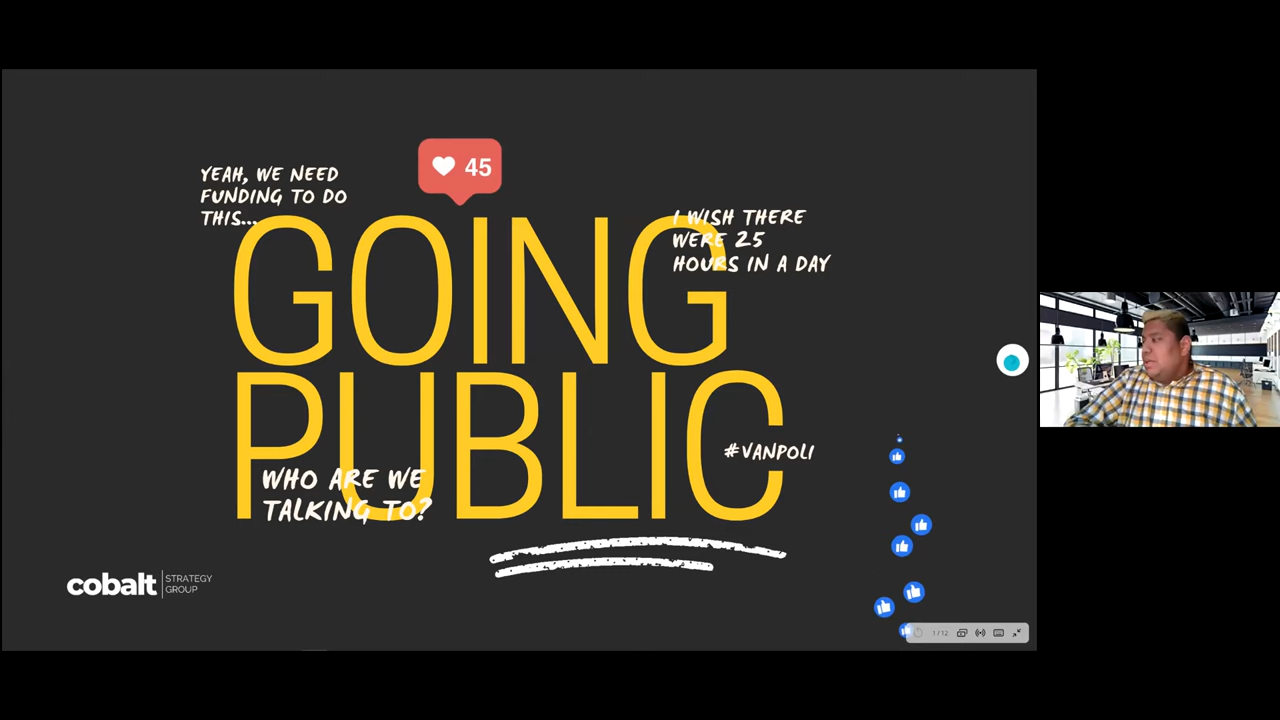 YEAH, WE NEED
FUNDING TO DO
THIS...
45
I WISH THERE
WERE 25
HOURS IN A DAY
GOING
PUBLIC
#VANPOLI
WHO ARE WE
TALKING TO?
cobalt
STRATEGY
GROUP
1/12